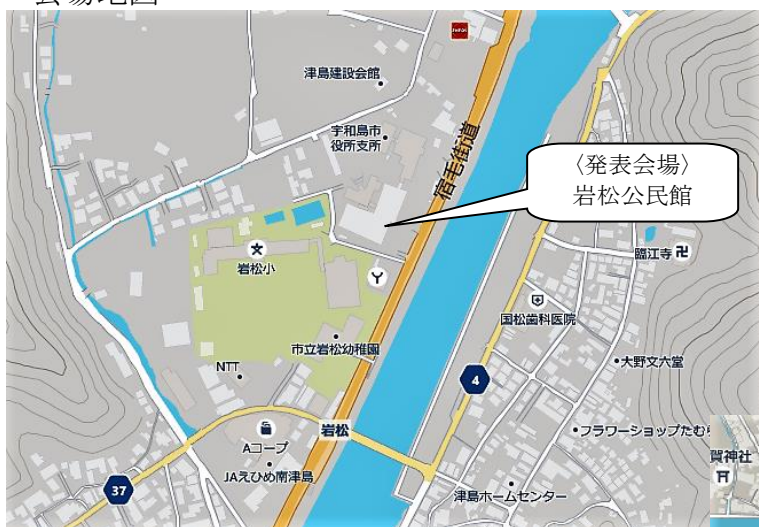 会場地図
津島建設会館
宇和島市
役所支所
宿毛街道
〈発表会場〉
岩松公民館
岩松小
臨江寺
国松歯科医院
市立岩松幼稚園
NTT
大野文六堂
4
岩松
フラワーショップたむら
Aコープ
JAえひめ南津島
賀神社
37
津島ホームセンター